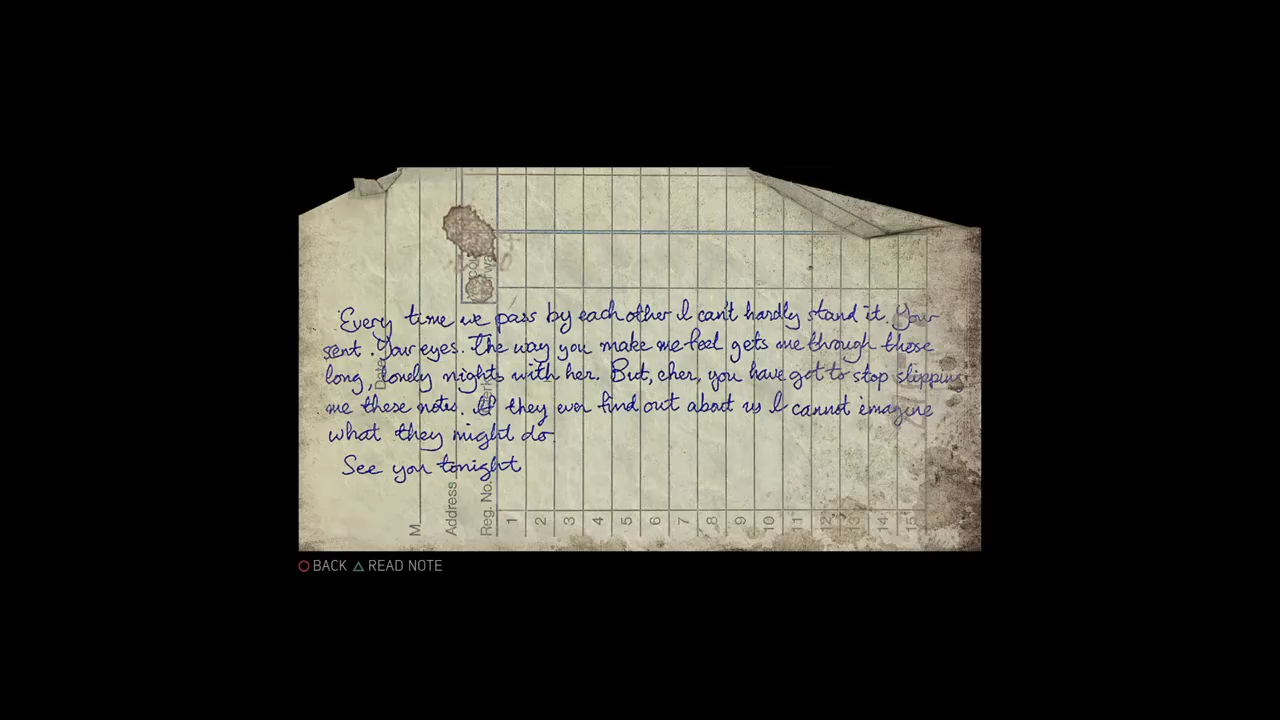 Every time we pass by each other I can't hardly stand it. Your
sent. Your eyes. The way you make me feel gets me through these
long, lonely nights with her. But, cher, you have got to stop slipping
me these notes. If they ever find out about us I cannot imagine
what they might do.
See you tonight
Date
M.
Address
Reg. No.
1 2 3 4 5 6 7 8 9 10 11 12 13 14 15
BACK READ NOTE